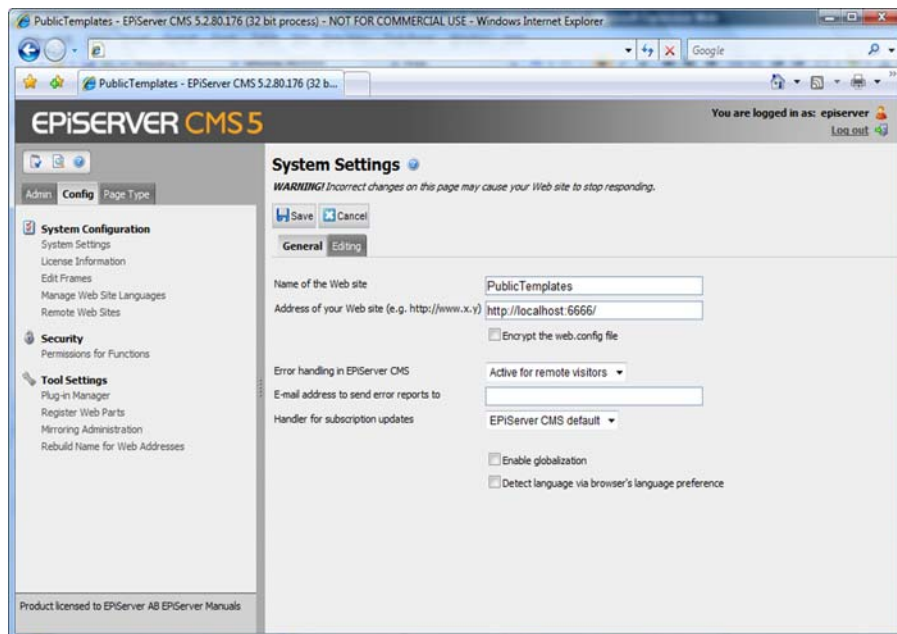 PublicTemplates - EPiServer CMS 5.2.80.176 (32 bit process) - NOT FOR COMMERCIAL USE - Windows Internet Explorer
Google
PublicTemplates - EPiServer CMS 5.2.80.176 (32 b...
EPiSERVER CMS 5
You are logged in as: episerver
Log out
Admin Config Page Type
System Configuration
System Settings
License Information
Edit Frames
Manage Web Site Languages
Remote Web Sites
Security
Permissions for Functions
Tool Settings
Plug-in Manager
Register Web Parts
Mirroring Administration
Rebuild Name for Web Addresses
Product licensed to EPiServer AB EPiServer Manuals
System Settings
WARNING! Incorrect changes on this page may cause your Web site to stop responding.
Save Cancel
General Editing
Name of the Web site PublicTemplates
Address of your Web site (e.g. http://www.x.y) http://localhost:6666/
Encrypt the web.config file
Error handling in EPiServer CMS Active for remote visitors
E-mail address to send error reports to
Handler for subscription updates EPiServer CMS default
Enable globalization
Detect language via browser's language preference